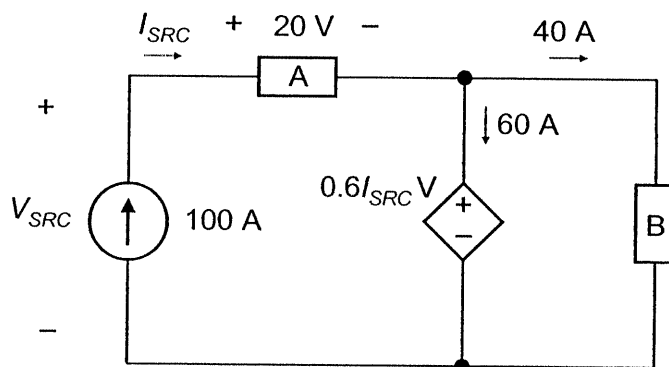 I_SRC + 20 V − 40 A
A
+ 60 A
0.6I_SRC V
V_SRC 100 A + − B
−